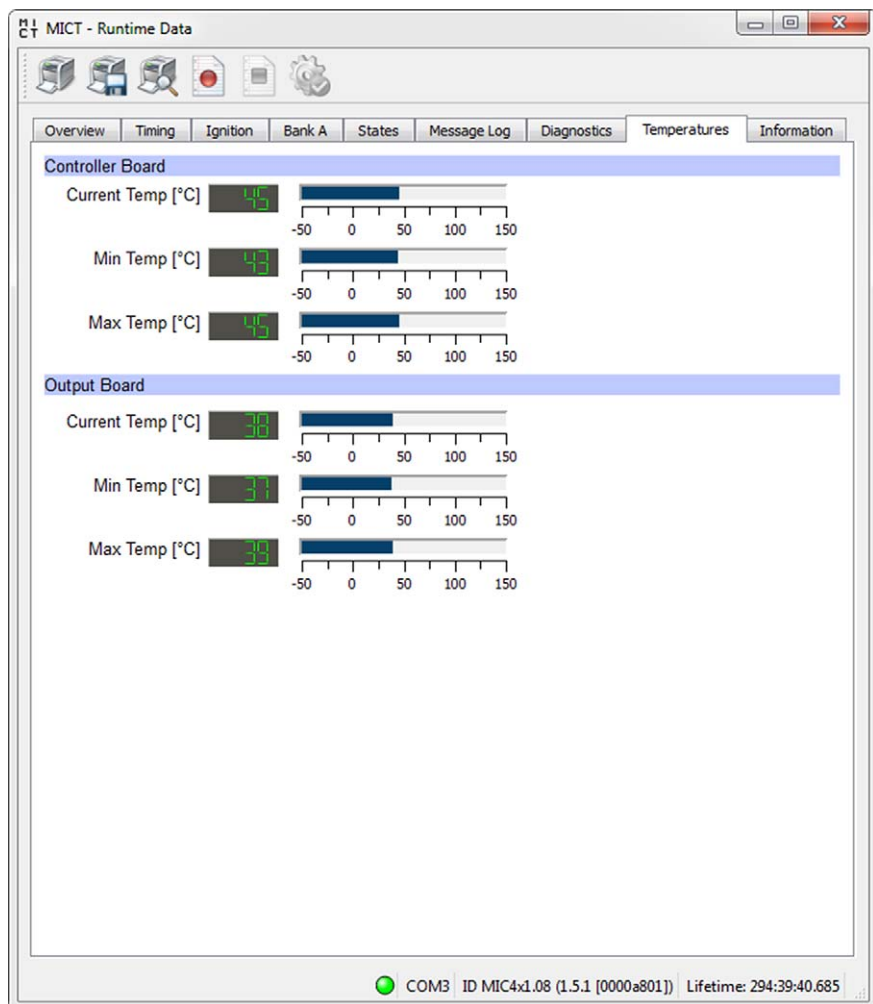 MICT - Runtime Data
Overview Timing Ignition Bank A States Message Log Diagnostics Temperatures Information
Controller Board
Current Temp [°C] 45
-50 0 50 100 150
Min Temp [°C] 43
-50 0 50 100 150
Max Temp [°C] 45
-50 0 50 100 150
Output Board
Current Temp [°C] 38
-50 0 50 100 150
Min Temp [°C] 37
-50 0 50 100 150
Max Temp [°C] 39
-50 0 50 100 150
COM3 ID MIC4x1.08 (1.5.1 [0000a801]) Lifetime: 294:39:40.685